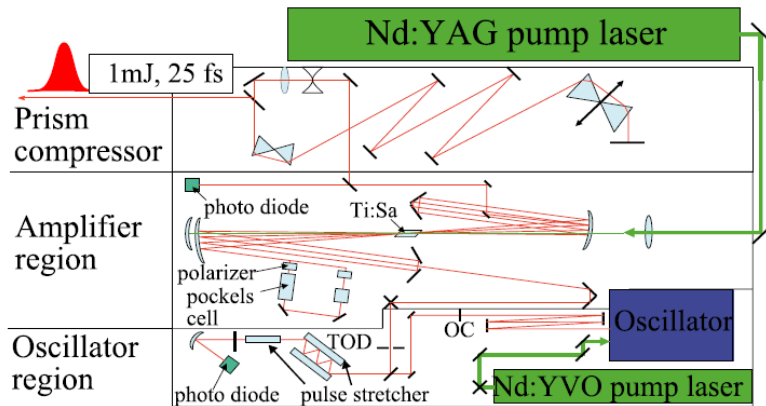 Nd:YAG pump laser
1mJ, 25 fs
Prism
compressor
photo diode
Ti:Sa
Amplifier
region
polarizer
pockels
cell
Oscillator
TOD
OC
Oscillator
region
photo diode
pulse stretcher
Nd:YVO pump laser